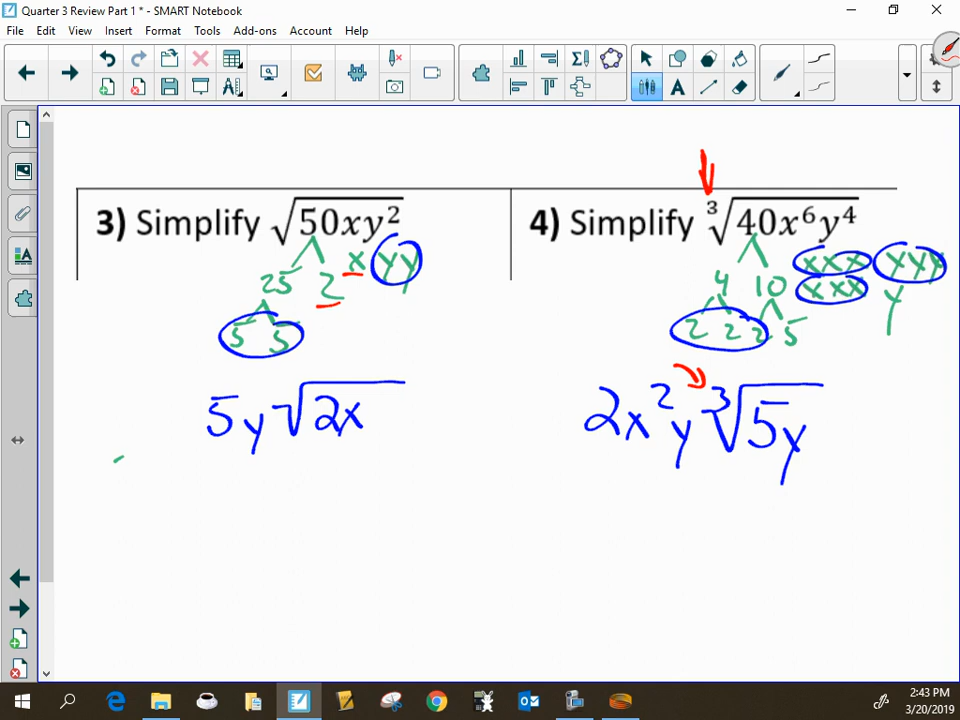 Quarter 3 Review Part 1 * - SMART Notebook
File Edit View Insert Format Tools Add-ons Account Help
3) Simplify √50xy²
25 2 x yy
5 5
5y√2x
4) Simplify ³√40x⁶y⁴
4 10 xxx yyy
xxx y
2 2 2 5
2x²y ³√5y
2:43 PM
3/20/2019